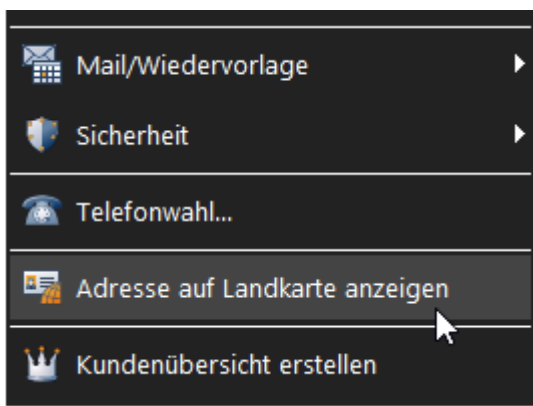 Mail/Wiedervorlage
Sicherheit
Telefonwahl...
Adresse auf Landkarte anzeigen
Kundenübersicht erstellen